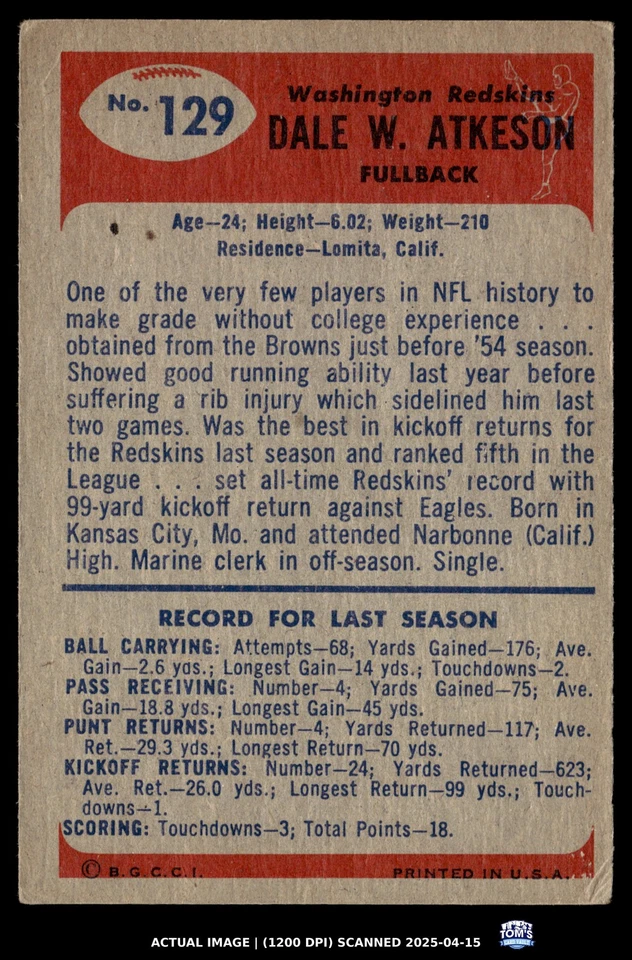 No. 129
Washington Redskins
DALE W. ATKESON
FULLBACK
Age—24; Height—6.02; Weight—210
Residence—Lomita, Calif.
One of the very few players in NFL history to
make grade without college experience . . .
obtained from the Browns just before '54 season.
Showed good running ability last year before
suffering a rib injury which sidelined him last
two games. Was the best in kickoff returns for
the Redskins last season and ranked fifth in the
League . . . set all-time Redskins' record with
99-yard kickoff return against Eagles. Born in
Kansas City, Mo. and attended Narbonne (Calif.)
High. Marine clerk in off-season. Single.
RECORD FOR LAST SEASON
BALL CARRYING: Attempts—68; Yards Gained—176; Ave.
Gain—2.6 yds.; Longest Gain—14 yds.; Touchdowns—2.
PASS RECEIVING: Number—4; Yards Gained—75; Ave.
Gain—18.8 yds.; Longest Gain—45 yds.
PUNT RETURNS: Number—4; Yards Returned—117; Ave.
Ret.—29.3 yds.; Longest Return—70 yds.
KICKOFF RETURNS: Number—24; Yards Returned—623;
Ave. Ret.—26.0 yds.; Longest Return—99 yds.; Touch-
downs—1.
SCORING: Touchdowns—3; Total Points—18.
© B.G.C.C.I. PRINTED IN U.S.A.
ACTUAL IMAGE | (1200 DPI) SCANNED 2025-04-15
TOM'S